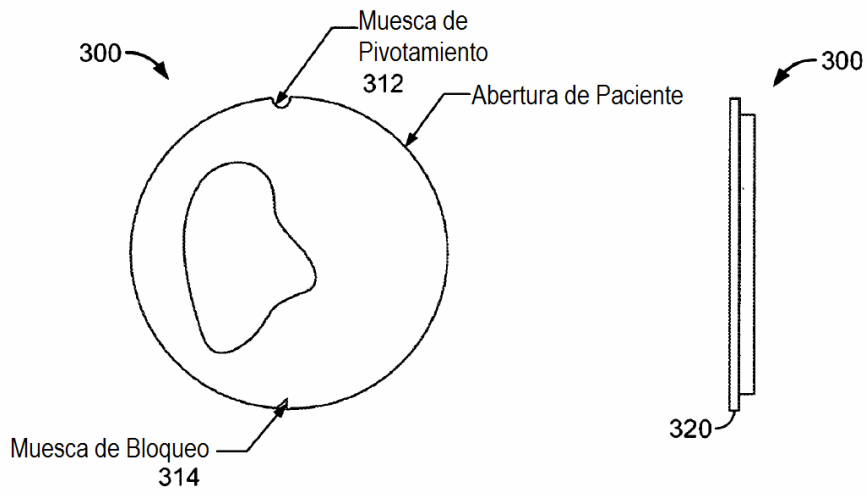 Muesca de
Pivotamiento
312
300
300
Abertura de Paciente
Muesca de Bloqueo
314
320